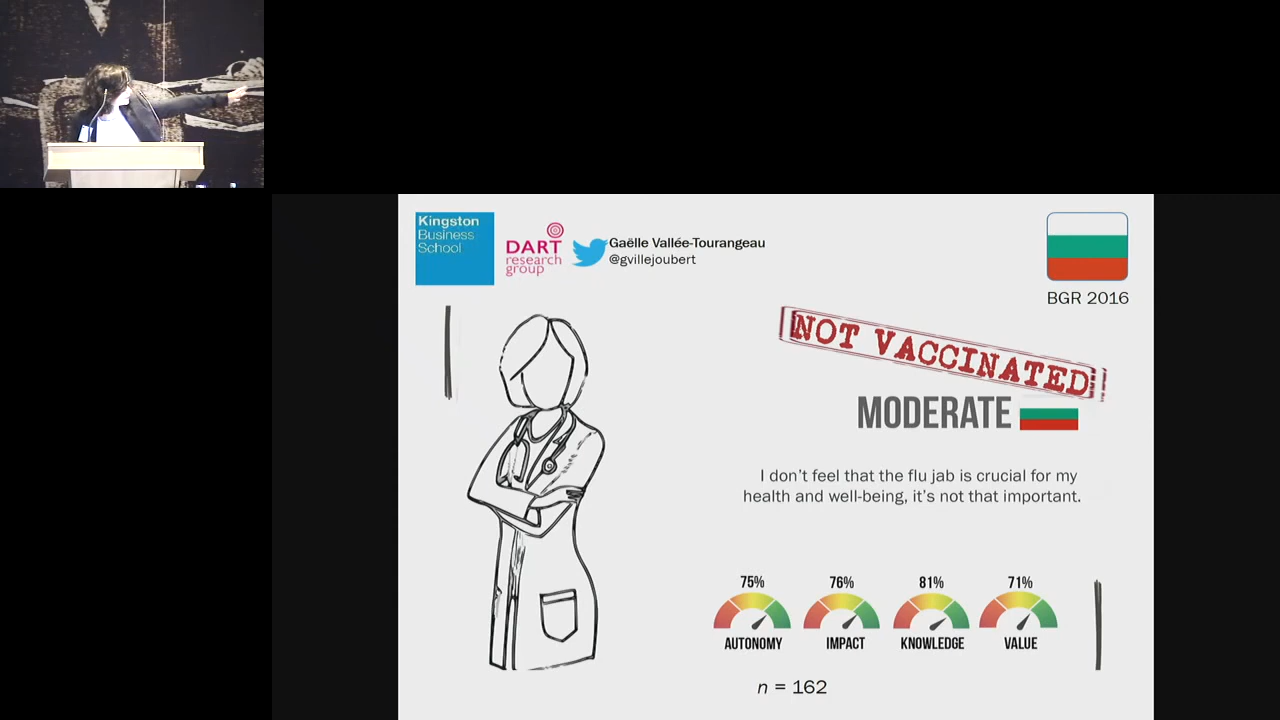 Kingston
Business
School
DART
research
group
Gaëlle Vallée-Tourangeau
@gvillejoubert
BGR 2016
NOT VACCINATED
MODERATE
I don't feel that the flu jab is crucial for my
health and well-being, it's not that important.
75%
76%
81%
71%
AUTONOMY
IMPACT
KNOWLEDGE
VALUE
n = 162